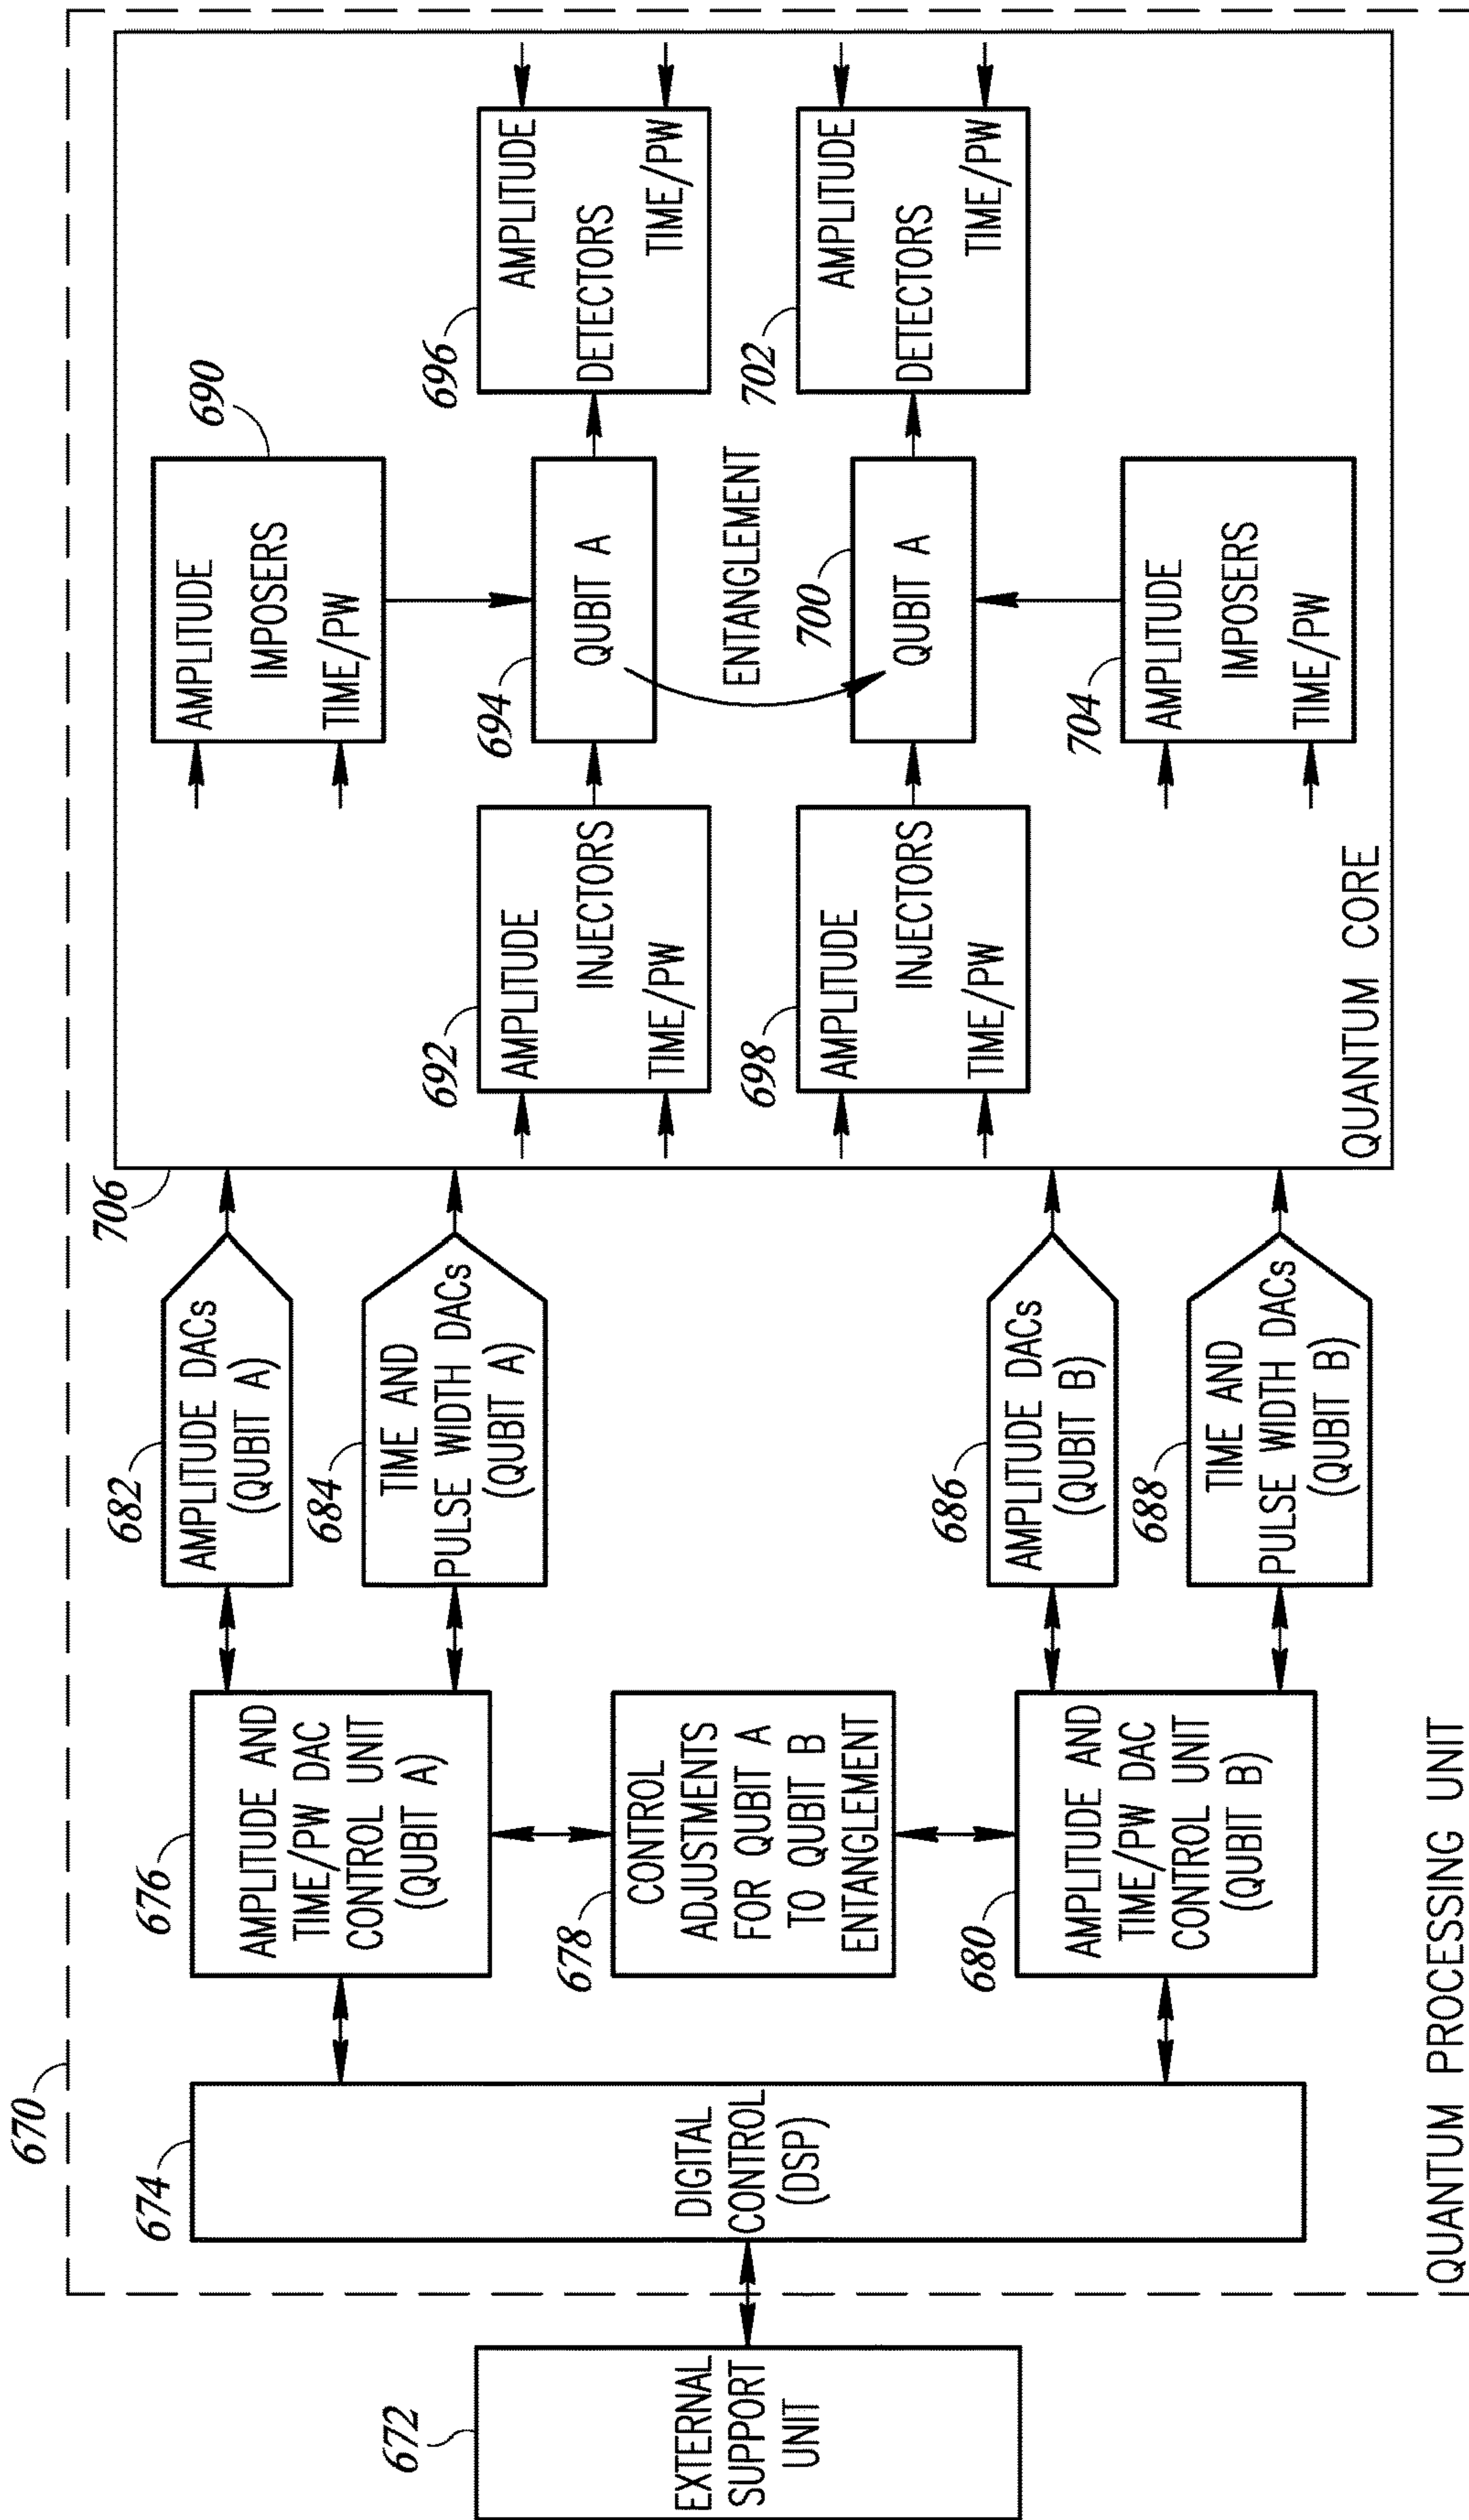 670
QUANTUM PROCESSING UNIT
672
EXTERNAL
SUPPORT
UNIT
674
DIGITAL
CONTROL
(DSP)
676
AMPLITUDE AND
TIME/PW DAC
CONTROL UNIT
(QUBIT A)
678
CONTROL
ADJUSTMENTS
FOR QUBIT A
TO QUBIT B
ENTANGLEMENT
680
AMPLITUDE AND
TIME/PW DAC
CONTROL UNIT
(QUBIT B)
682
AMPLITUDE DACs
(QUBIT A)
684
TIME AND
PULSE WIDTH DACs
(QUBIT A)
686
AMPLITUDE DACs
(QUBIT B)
688
TIME AND
PULSE WIDTH DACs
(QUBIT B)
706
QUANTUM CORE
690
AMPLITUDE
IMPOSERS
TIME/PW
692
AMPLITUDE
INJECTORS
TIME/PW
694
QUBIT A
696
AMPLITUDE
DETECTORS
TIME/PW
ENTANGLEMENT
698
AMPLITUDE
INJECTORS
TIME/PW
700
QUBIT A
702
AMPLITUDE
DETECTORS
TIME/PW
704
AMPLITUDE
IMPOSERS
TIME/PW